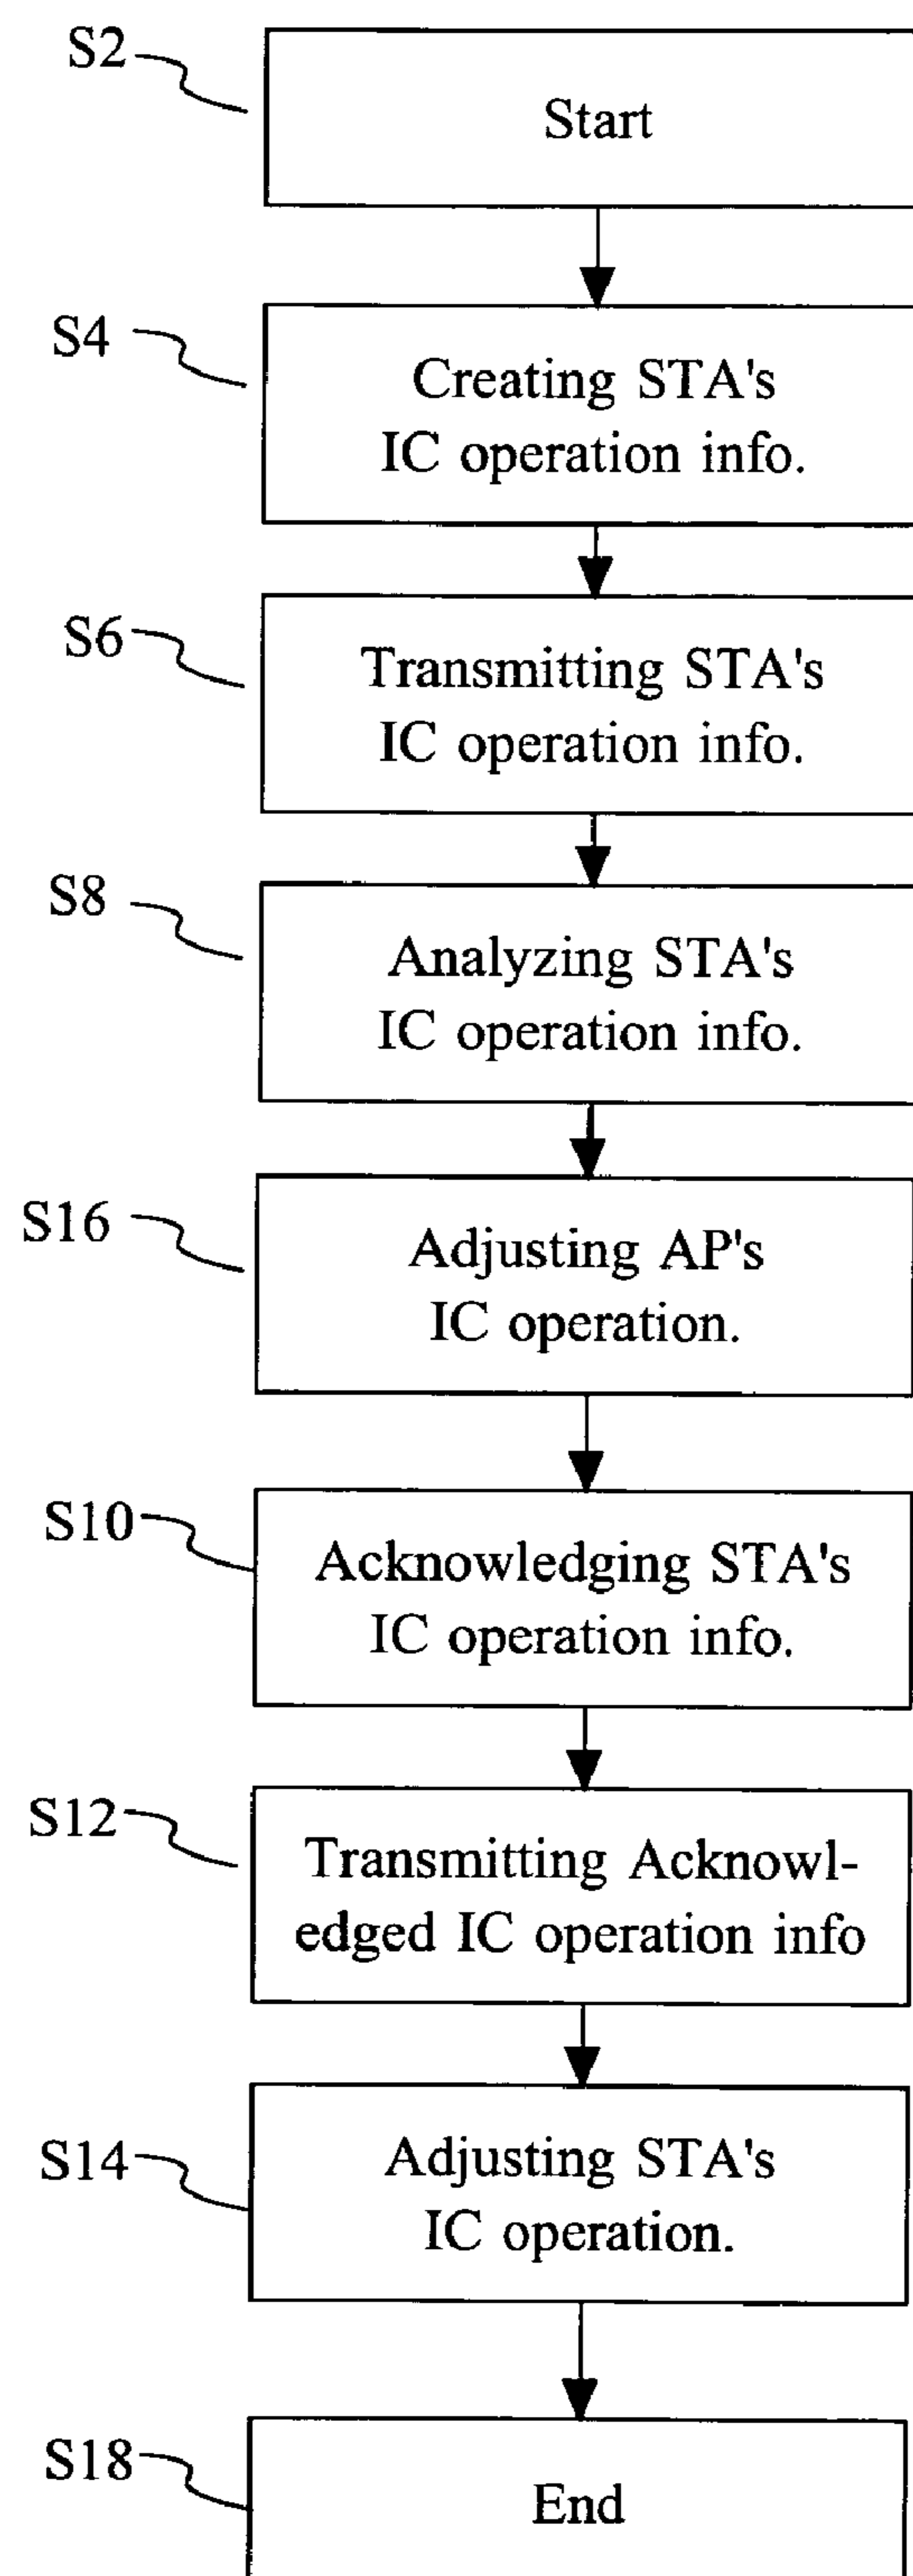 S2
Start
S4
Creating STA's
IC operation info.
S6
Transmitting STA's
IC operation info.
S8
Analyzing STA's
IC operation info.
S16
Adjusting AP's
IC operation.
S10
Acknowledging STA's
IC operation info.
S12
Transmitting Acknowl-
edged IC operation info
S14
Adjusting STA's
IC operation.
S18
End